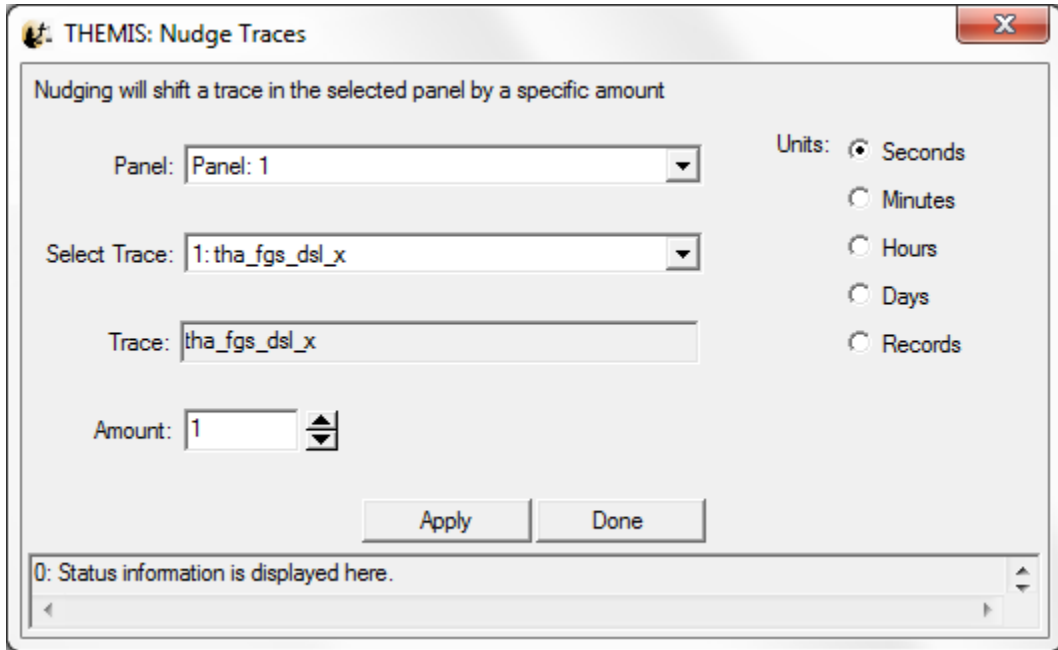 THEMIS: Nudge Traces
Nudging will shift a trace in the selected panel by a specific amount
Panel: Panel: 1
Units: Seconds
Minutes
Select Trace: 1: tha_fgs_dsl_x
Hours
Days
Trace: tha_fgs_dsl_x
Records
Amount: 1
Apply Done
0: Status information is displayed here.